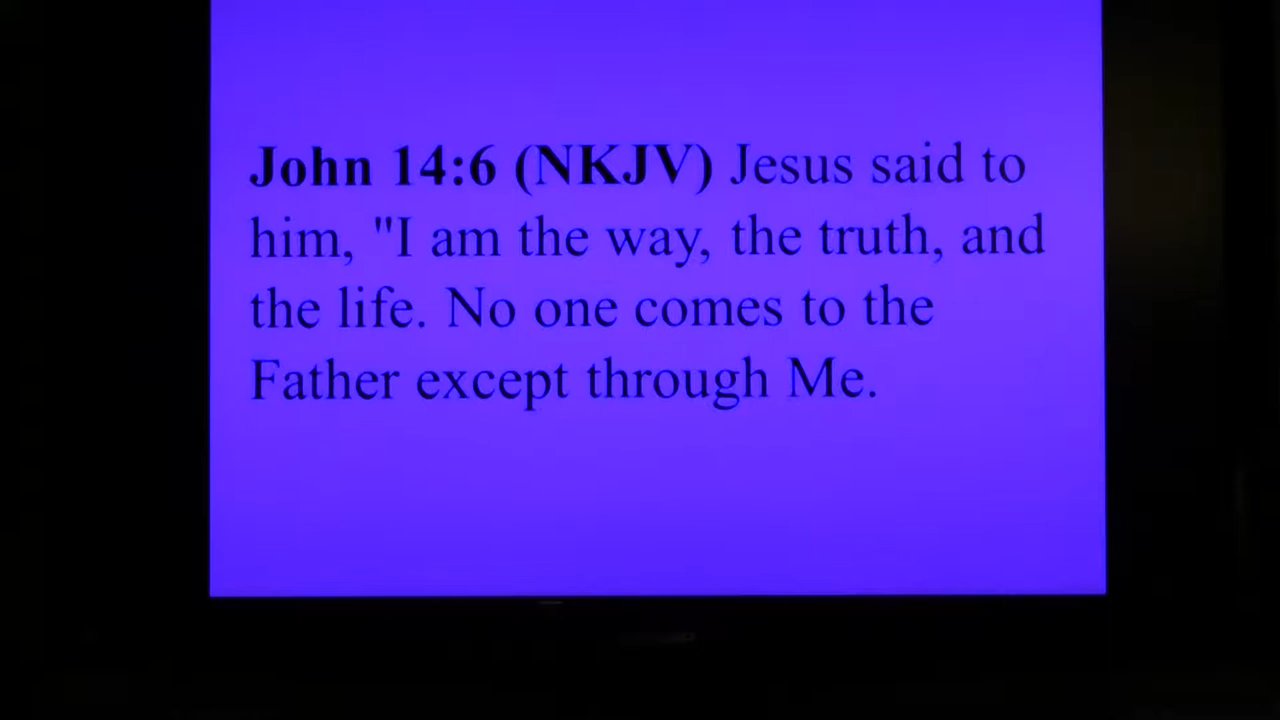 John 14:6 (NKJV) Jesus said to
him, "I am the way, the truth, and
the life. No one comes to the
Father except through Me.